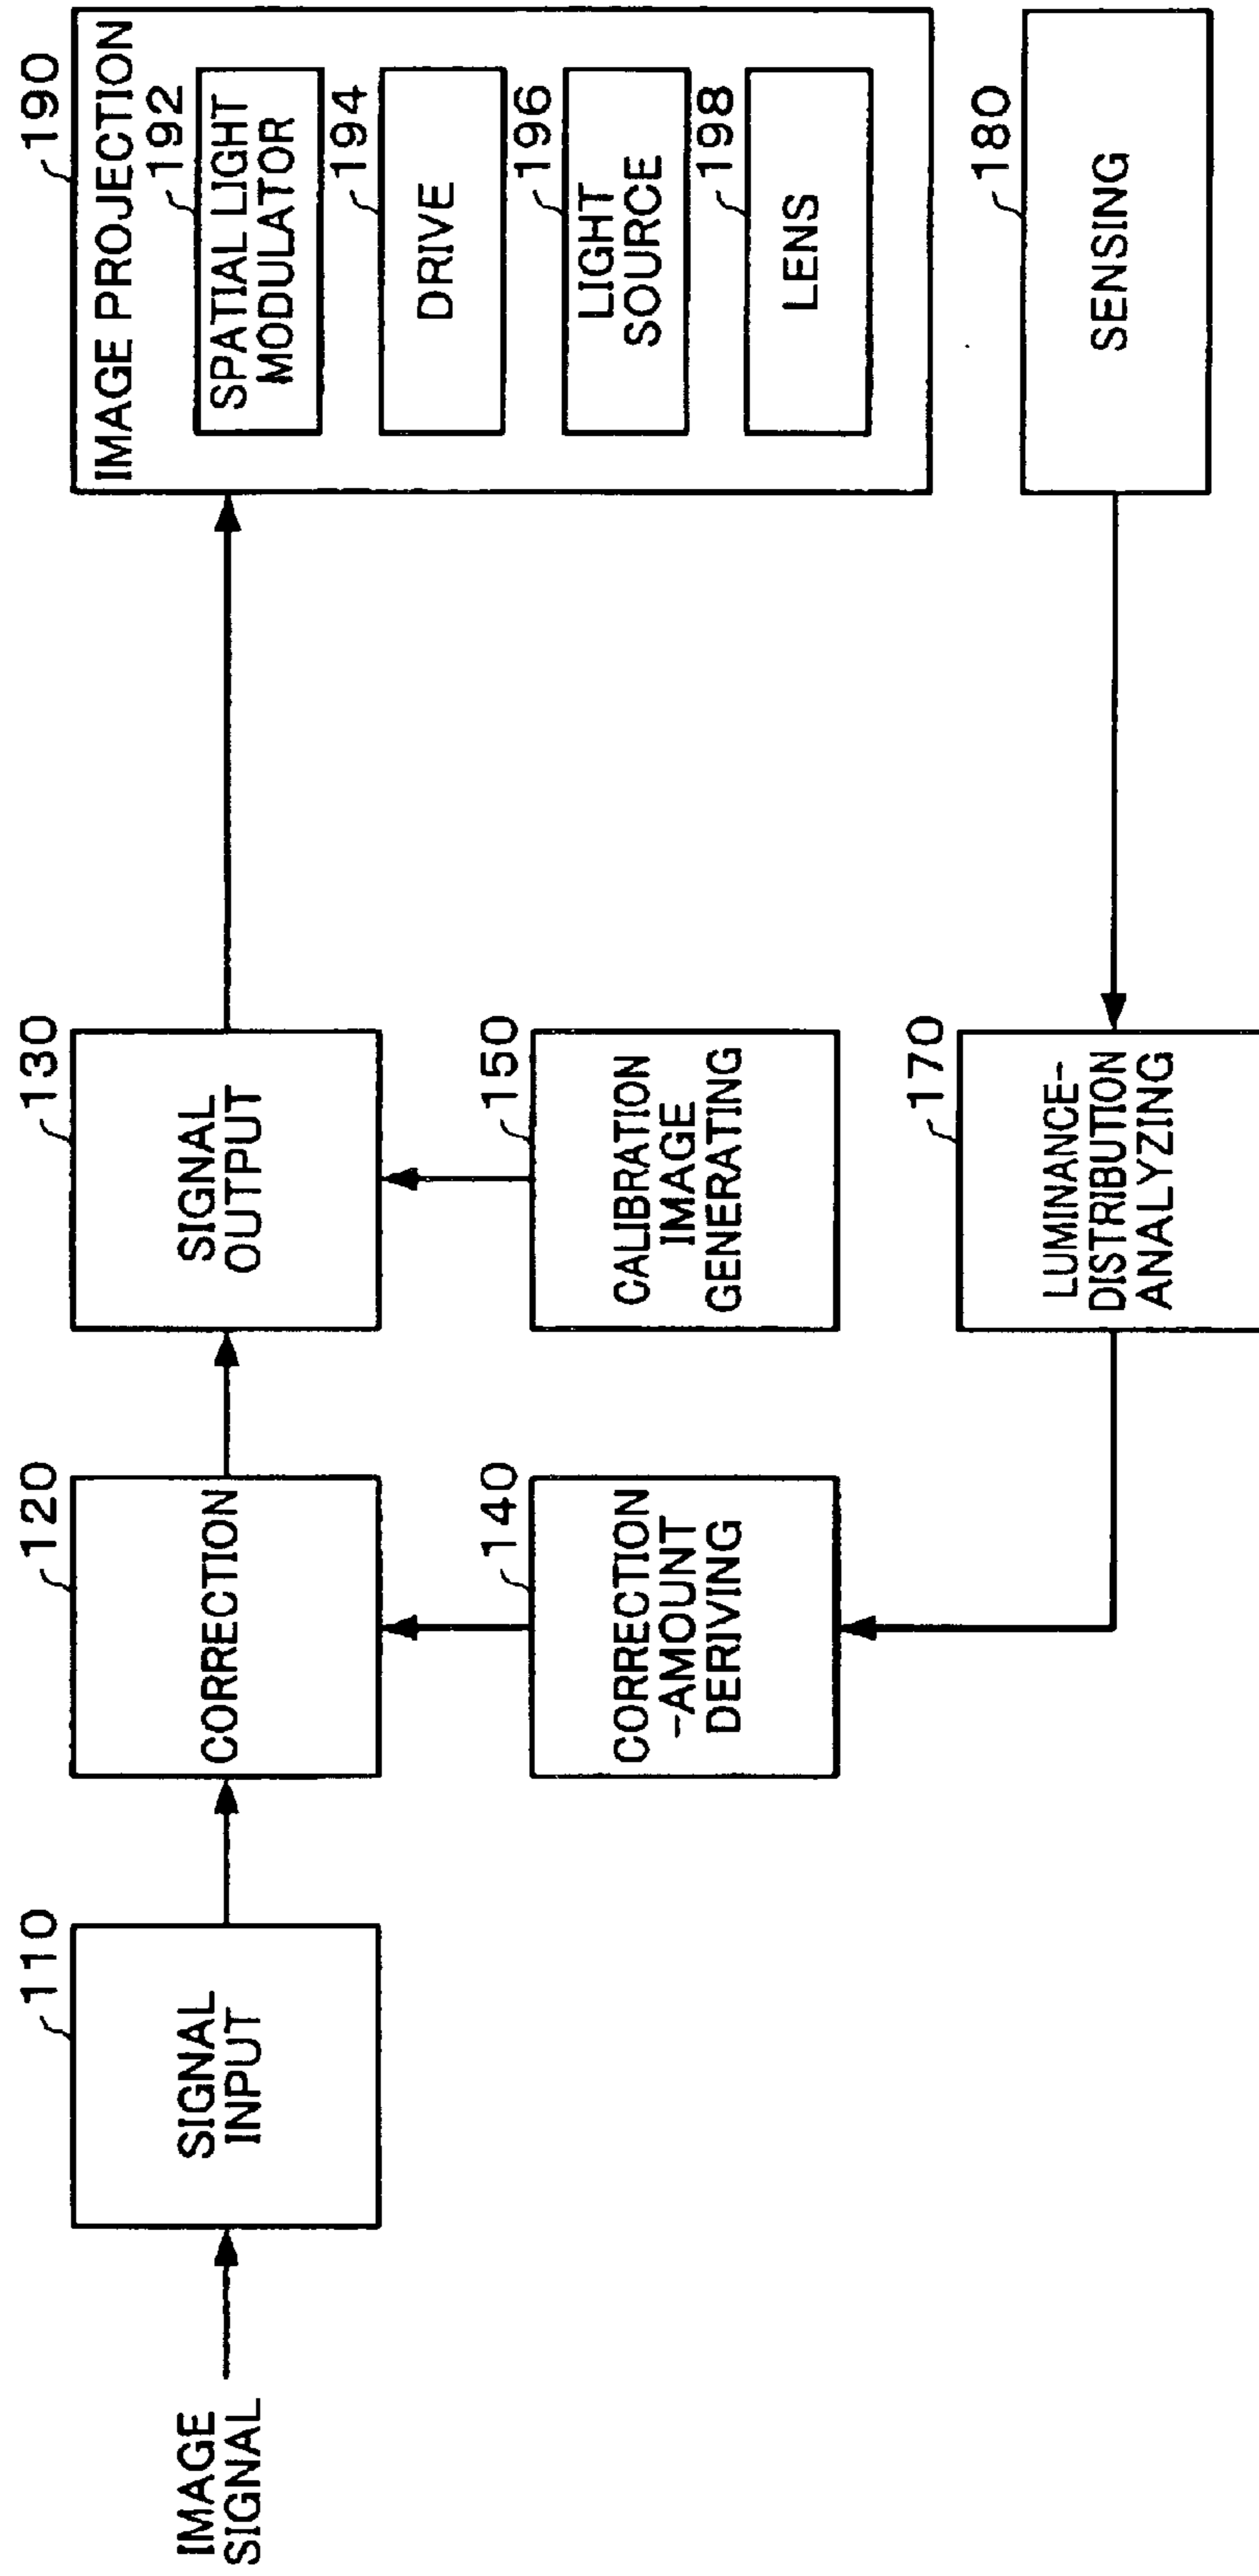 IMAGE
SIGNAL
110
SIGNAL
INPUT
120
CORRECTION
130
SIGNAL
OUTPUT
140
CORRECTION
-AMOUNT
DERIVING
150
CALIBRATION
IMAGE
GENERATING
170
LUMINANCE-
DISTRIBUTION
ANALYZING
180
SENSING
190
IMAGE PROJECTION
192
SPATIAL LIGHT
MODULATOR
194
DRIVE
196
LIGHT
SOURCE
198
LENS